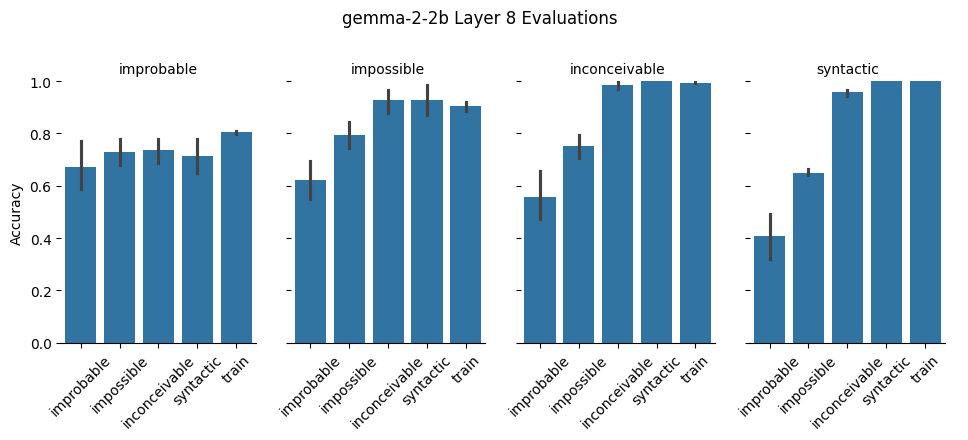 gemma-2-2b Layer 8 Evaluations
improbable
impossible
inconceivable
syntactic
Accuracy
1.0
0.8
0.6
0.4
0.2
0.0
improbable
impossible
inconceivable
syntactic
train
improbable
impossible
inconceivable
syntactic
train
improbable
impossible
inconceivable
syntactic
train
improbable
impossible
inconceivable
syntactic
train